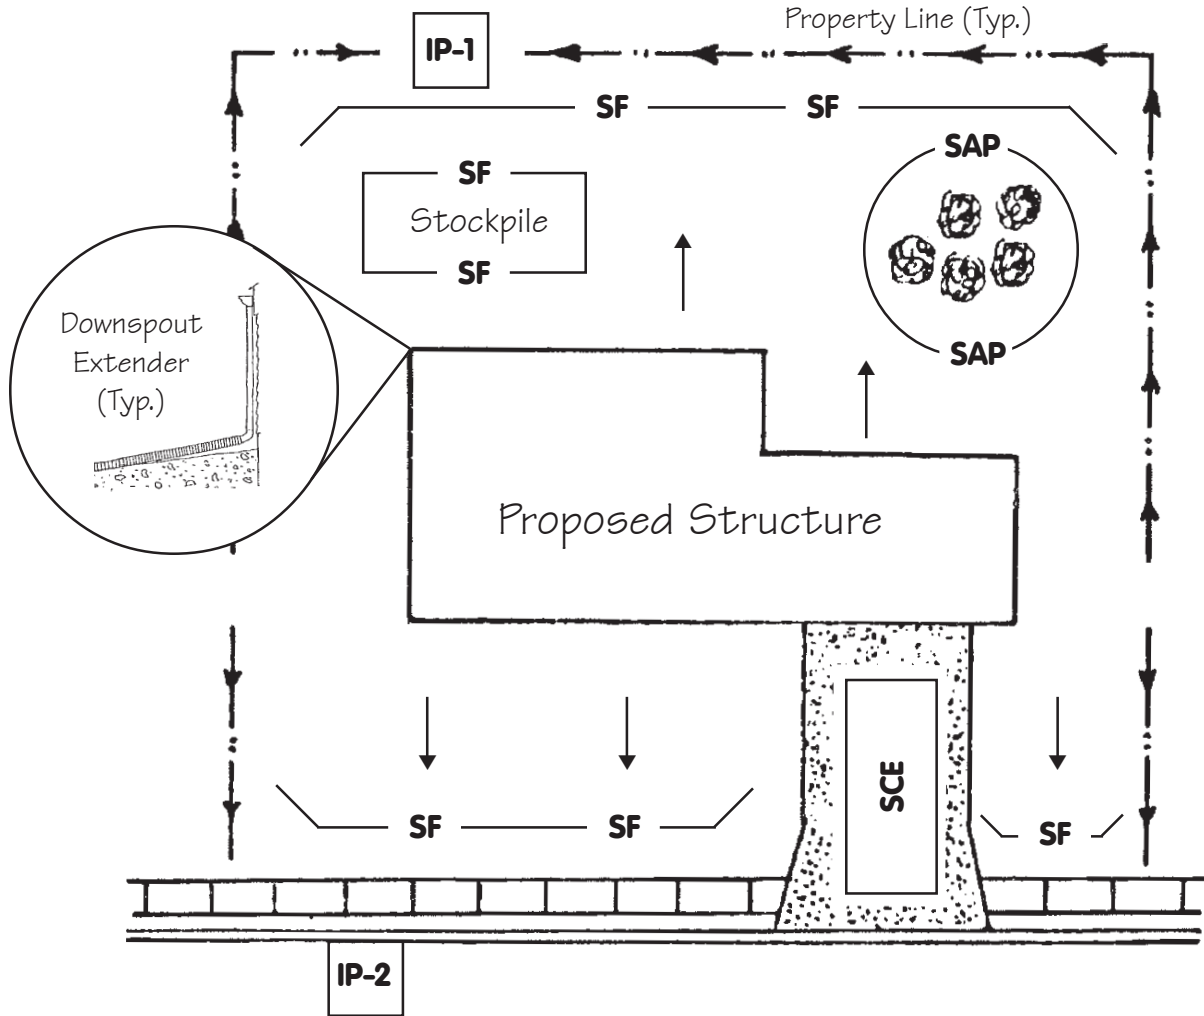 Property Line (Typ.)
IP-1
SF
SF
SAP
SF
Stockpile
SF
Downspout
Extender
(Typ.)
SAP
Proposed Structure
SCE
SF
SF
SF
IP-2